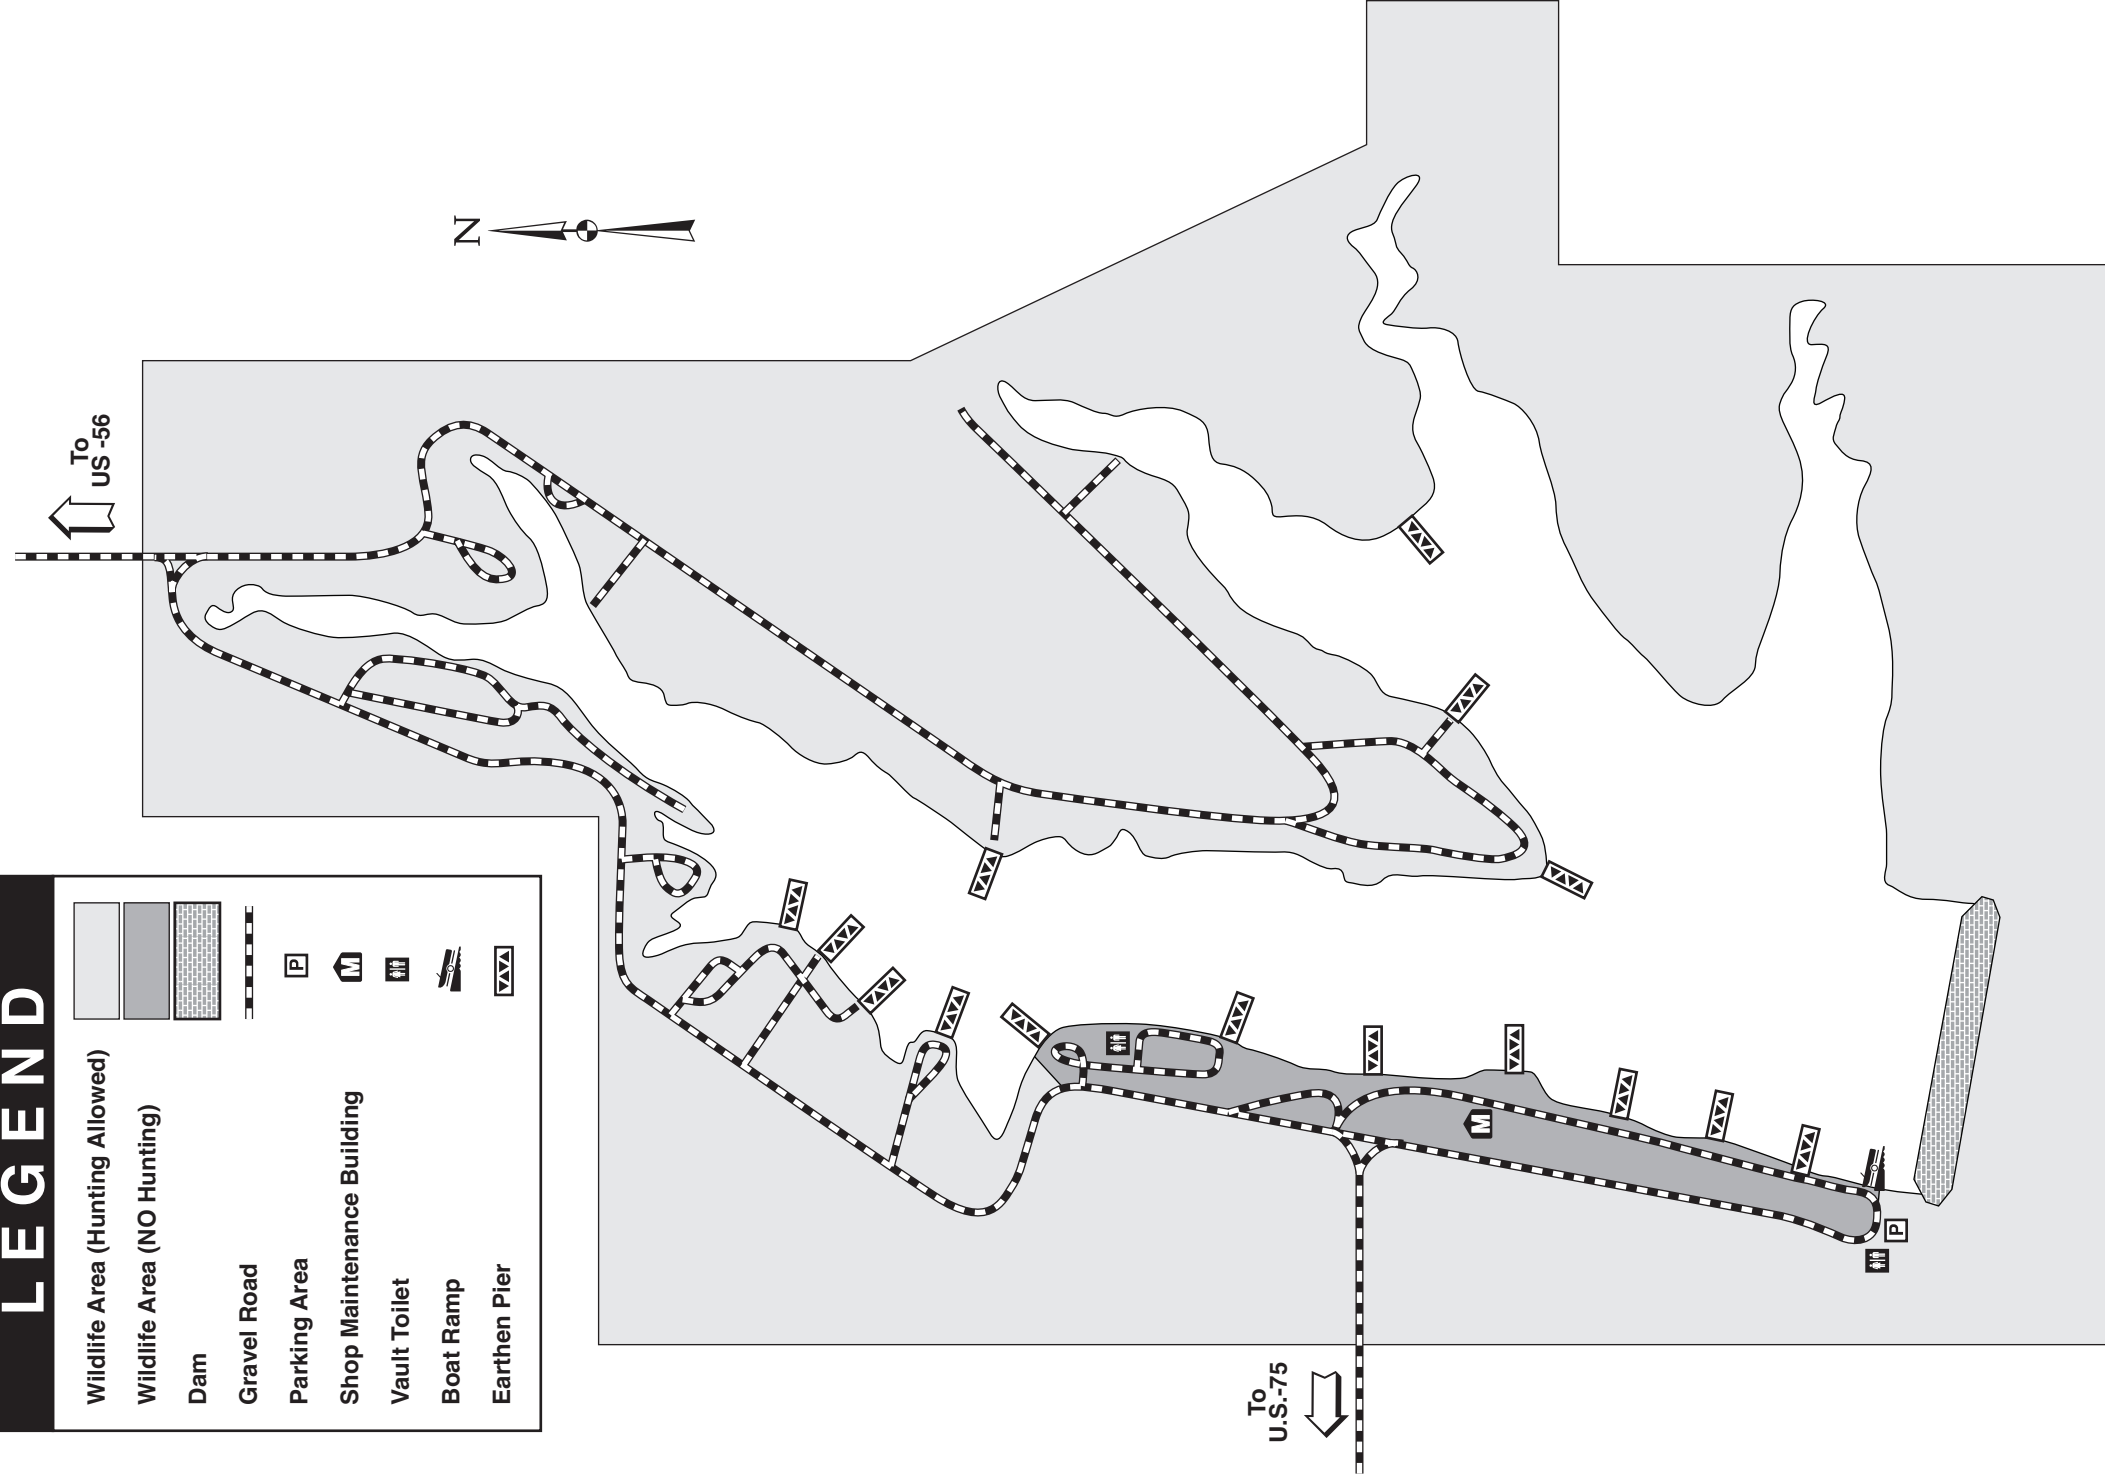 LEGEND
Wildlife Area (Hunting Allowed)
Wildlife Area (NO Hunting)
Dam
Gravel Road
Parking Area
P
Shop Maintenance Building
M
Vault Toilet
Boat Ramp
Earthen Pier
To
US -56
N
To
U.S.-75
M
P